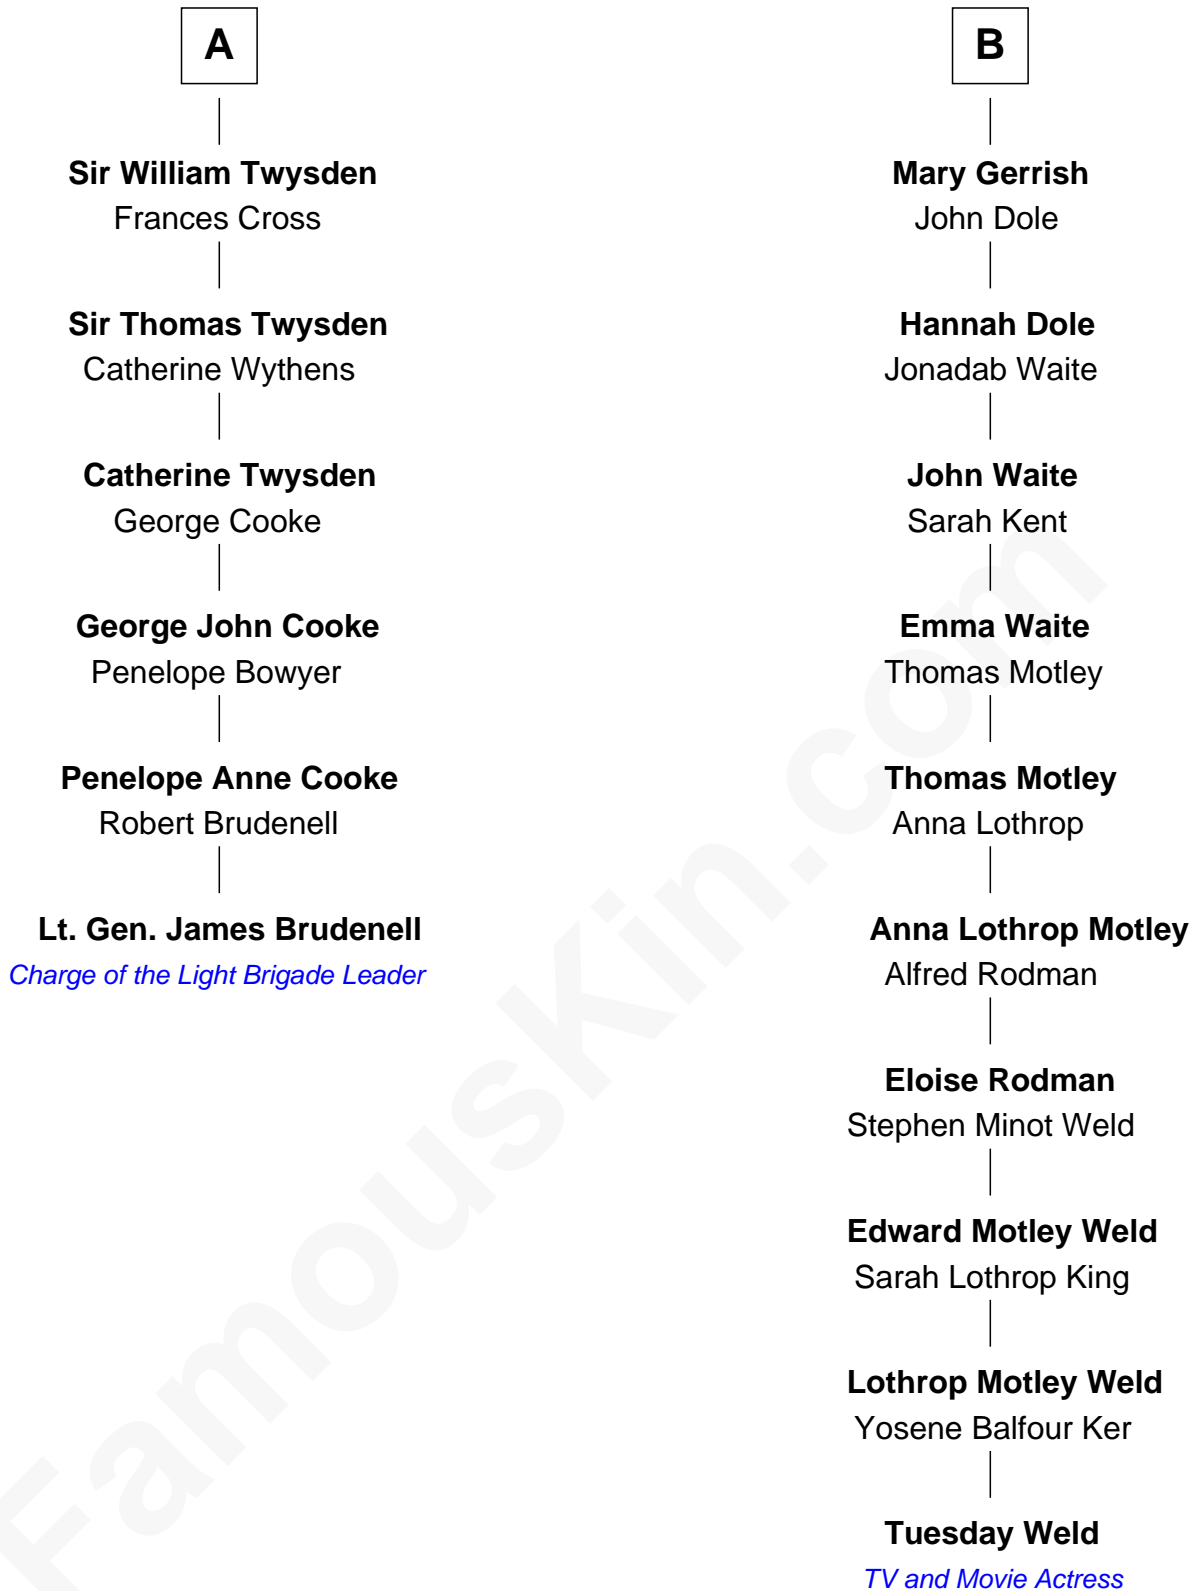 A
Sir William Twysden
Frances Cross
Sir Thomas Twysden
Catherine Wythens
Catherine Twysden
George Cooke
George John Cooke
Penelope Bowyer
Penelope Anne Cooke
Robert Brudenell
Lt. Gen. James Brudenell
Charge of the Light Brigade Leader
B
Mary Gerrish
John Dole
Hannah Dole
Jonadab Waite
John Waite
Sarah Kent
Emma Waite
Thomas Motley
Thomas Motley
Anna Lothrop
Anna Lothrop Motley
Alfred Rodman
Eloise Rodman
Stephen Minot Weld
Edward Motley Weld
Sarah Lothrop King
Lothrop Motley Weld
Yosene Balfour Ker
Tuesday Weld
TV and Movie Actress
FamousKin.com